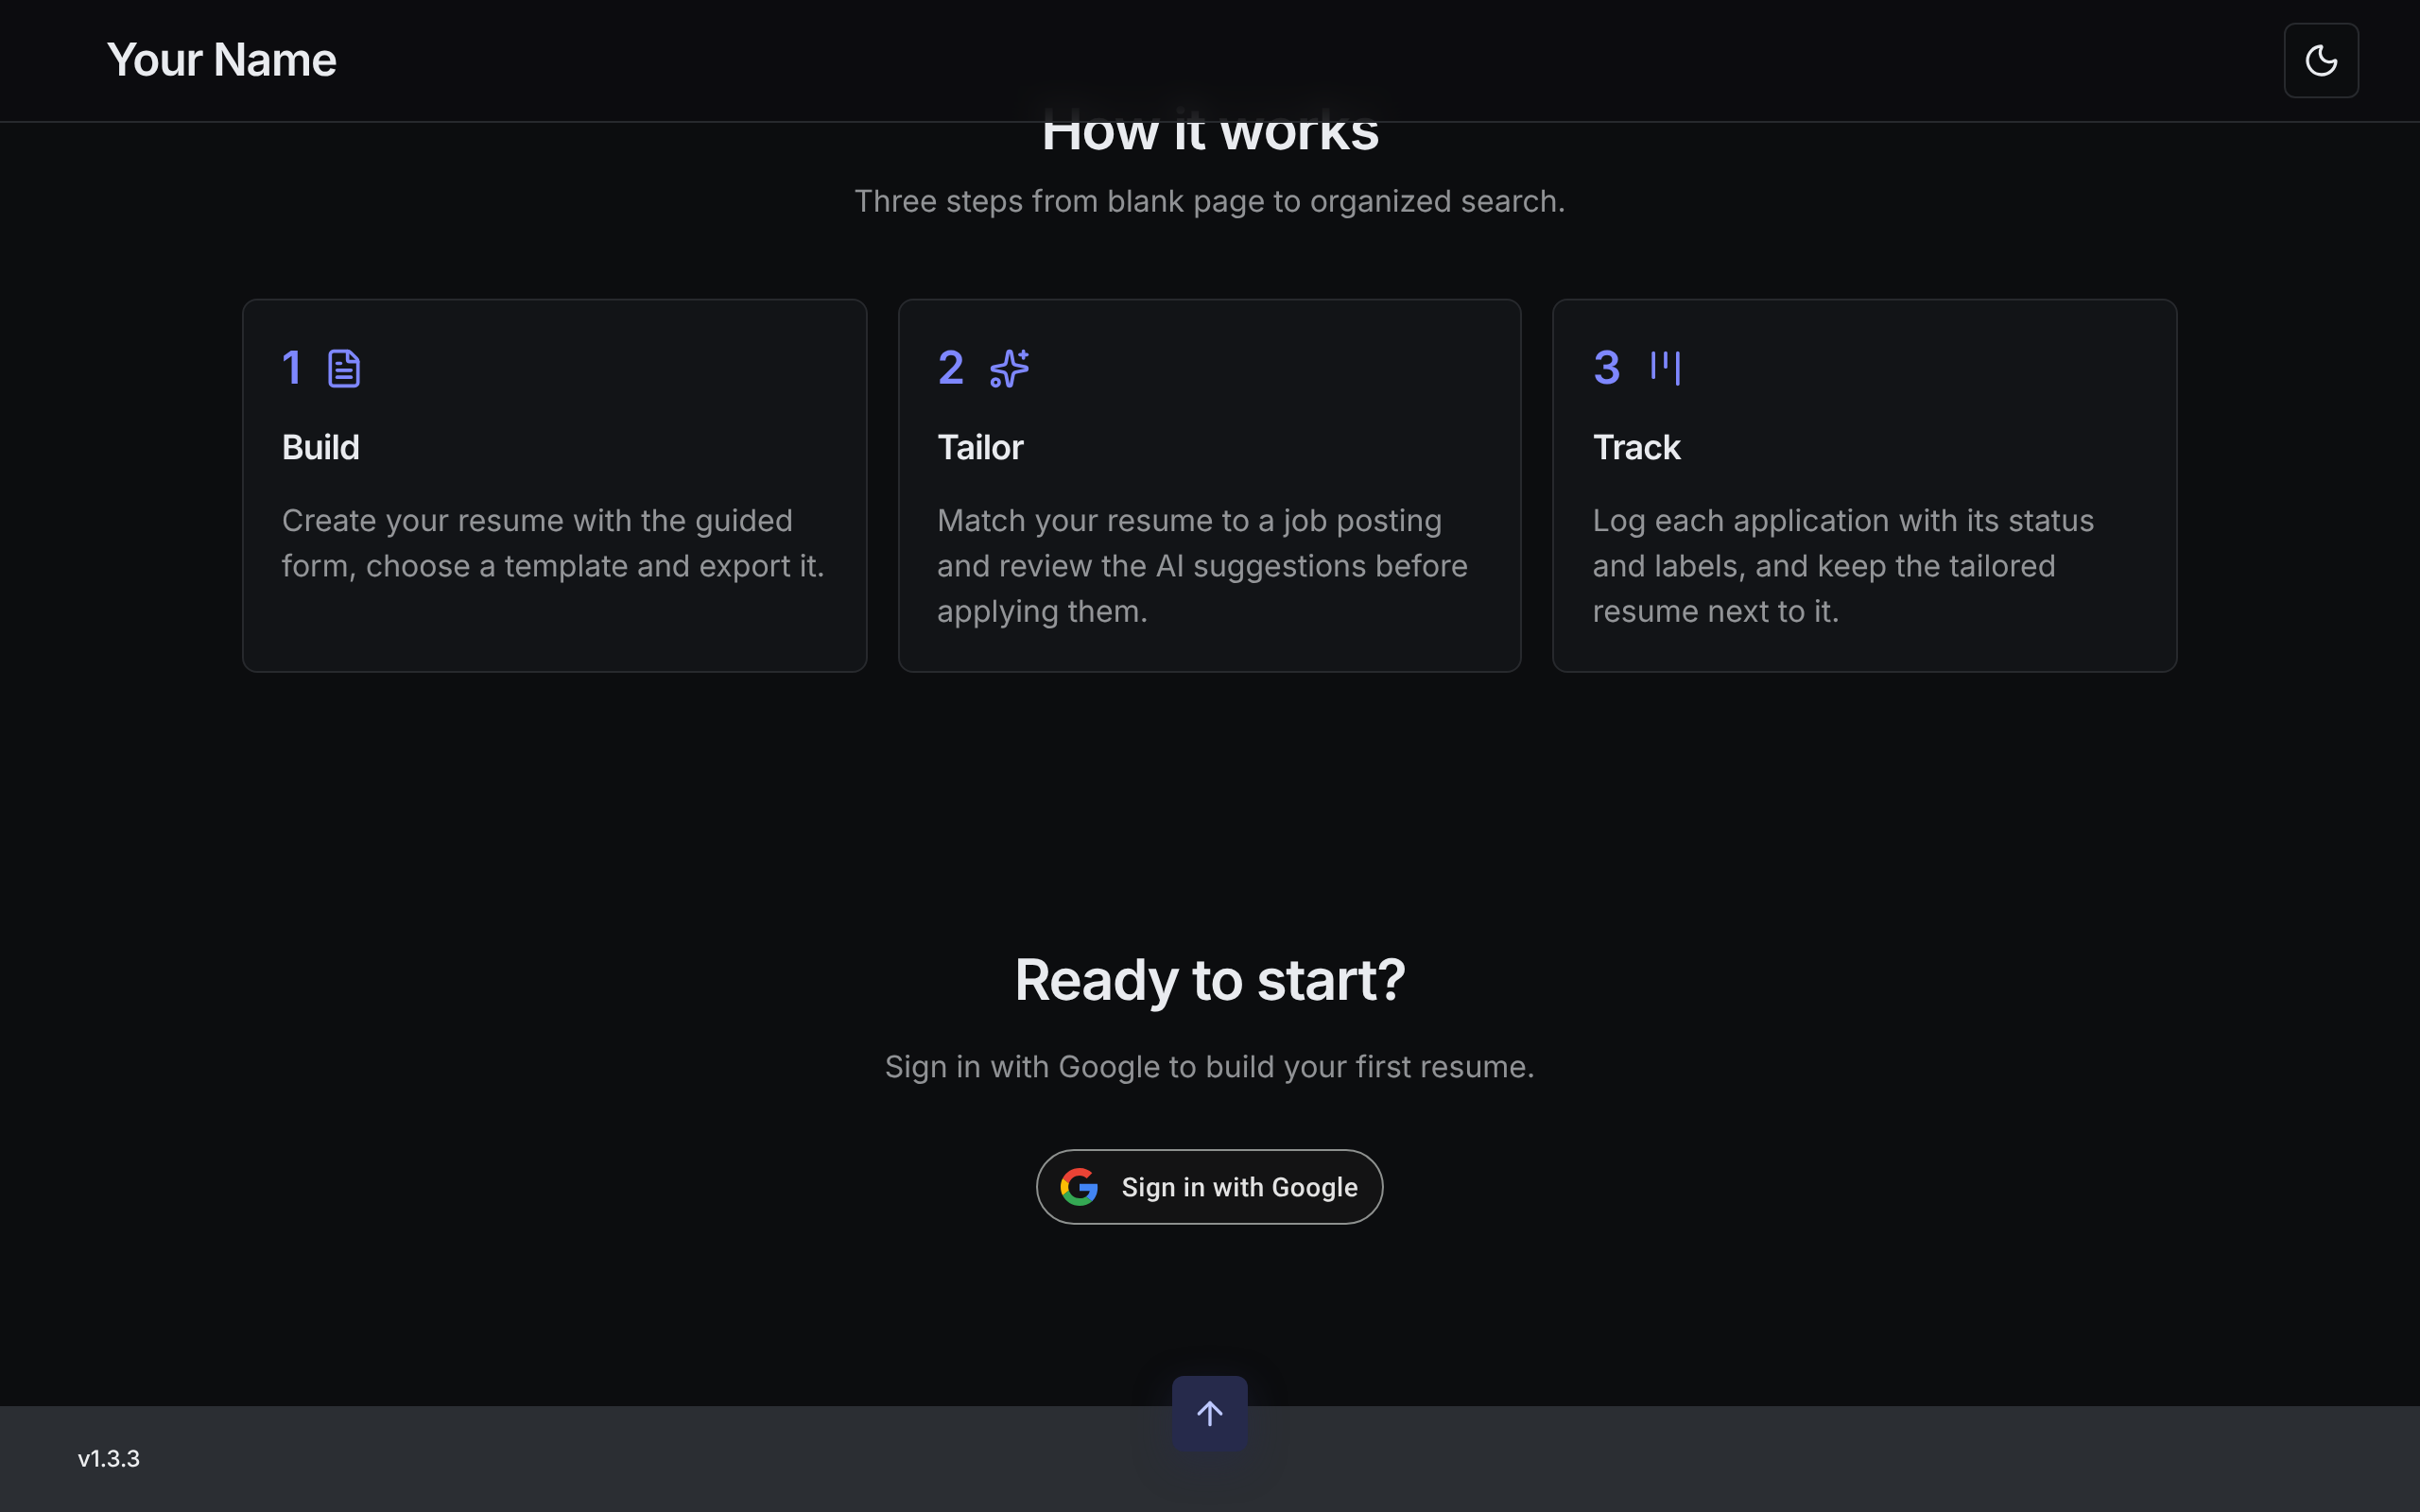 Your Name
How it works
Three steps from blank page to organized search.
1
Build
Create your resume with the guided
form, choose a template and export it.
2
Tailor
Match your resume to a job posting
and review the AI suggestions before
applying them.
3
Track
Log each application with its status
and labels, and keep the tailored
resume next to it.
Ready to start?
Sign in with Google to build your first resume.
Sign in with Google
v1.3.3